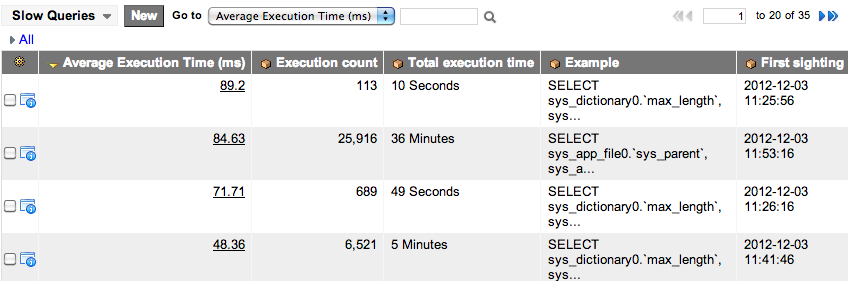 Slow Queries New Go to Average Execution Time (ms) 1 to 20 of 35
All
Average Execution Time (ms) Execution count Total execution time Example First sighting
89.2 113 10 Seconds SELECT 2012-12-03
sys_dictionary0.`max_length`, 11:25:56
sys...
84.63 25,916 36 Minutes SELECT 2012-12-03
sys_app_file0.`sys_parent`, 11:53:16
sys_a...
71.71 689 49 Seconds SELECT 2012-12-03
sys_dictionary0.`max_length`, 11:26:16
sys...
48.36 6,521 5 Minutes SELECT 2012-12-03
sys_dictionary0.`max_length`, 11:41:46
sys...